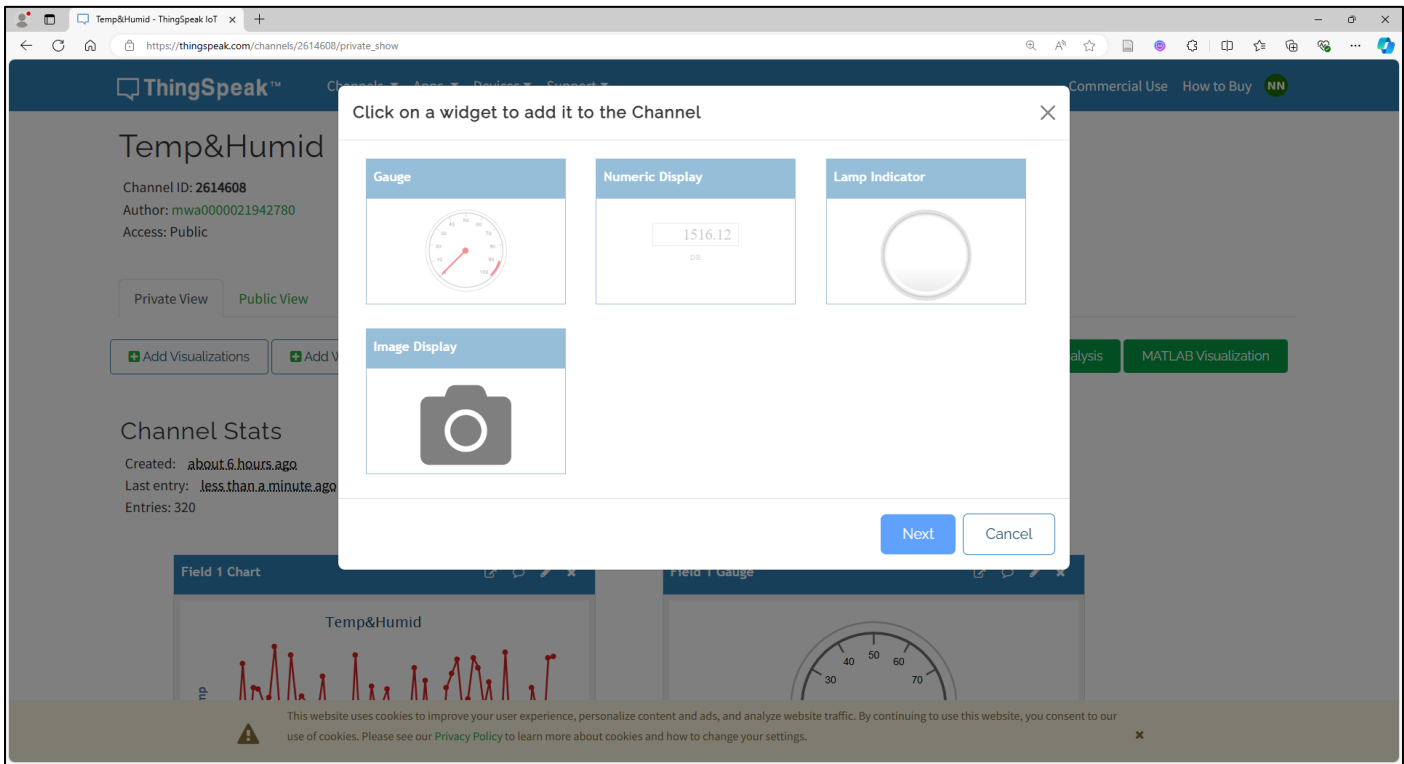 Temp&Humid - ThingSpeak IoT
https://thingspeak.com/channels/2614608/private_show
ThingSpeak™
Channels Apps Devices Support
Commercial Use How to Buy NN
Click on a widget to add it to the Channel
Temp&Humid
Channel ID: 2614608
Author: mwa0000021942780
Access: Public
Gauge
Numeric Display
Lamp Indicator
1516.12
Private View Public View
Image Display
Add Visualizations
Add W
alysis
MATLAB Visualization
Channel Stats
Created: about 6 hours ago
Last entry: less than a minute ago
Entries: 320
Next
Cancel
Field 1 Chart
Field 1 Gauge
Temp&Humid
30 40 50 60 70
This website uses cookies to improve your user experience, personalize content and ads, and analyze website traffic. By continuing to use this website, you consent to our
use of cookies. Please see our Privacy Policy to learn more about cookies and how to change your settings.